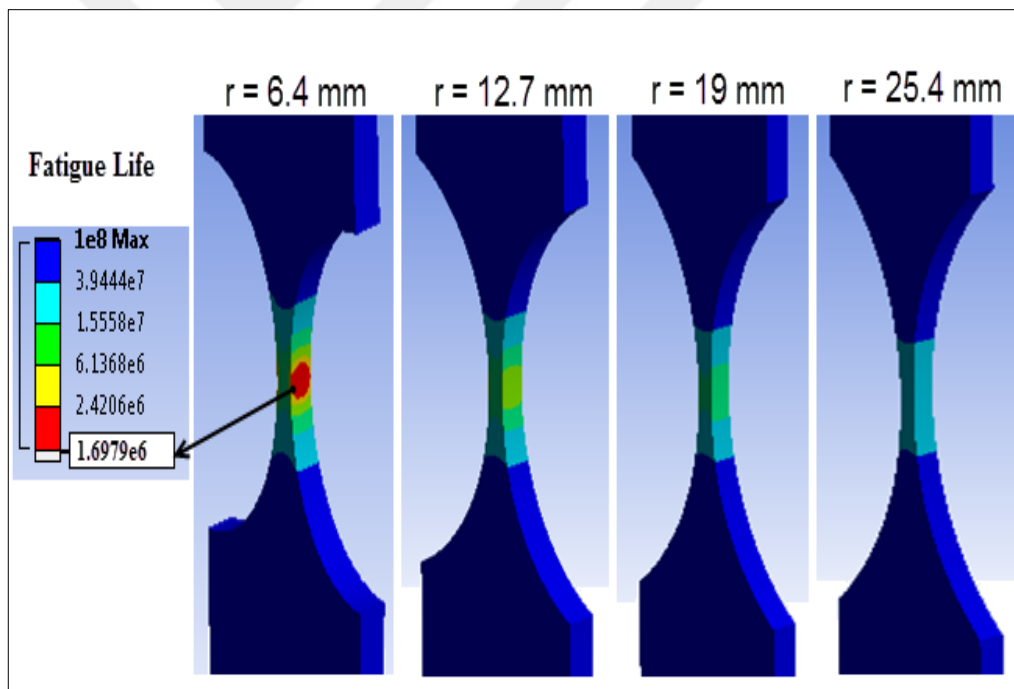 r = 6.4 mm
r = 12.7 mm
r = 19 mm
r = 25.4 mm
Fatigue Life
1e8 Max
3.9444e7
1.5558e7
6.1368e6
2.4206e6
1.6979e6